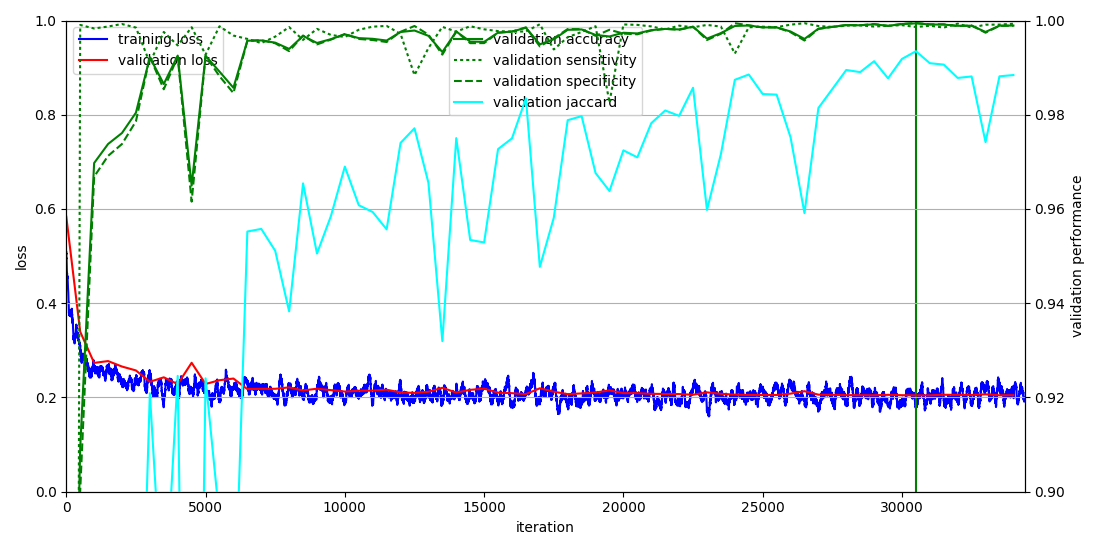 training loss
validation loss
validation accuracy
validation sensitivity
validation specificity
validation jaccard
1.0
0.8
0.6
0.4
0.2
0.0
loss
1.00
0.98
0.96
0.94
0.92
0.90
validation performance
0 5000 10000 15000 20000 25000 30000
iteration